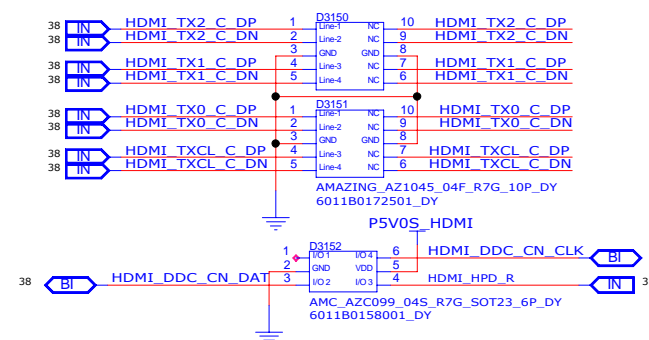 D3150
38 IN HDMI_TX2_C_DP 1 Line-1 NC 10 HDMI_TX2_C_DP
38 IN HDMI_TX2_C_DN 2 Line-2 NC 9 HDMI_TX2_C_DN
3 GND GND 8
38 IN HDMI_TX1_C_DP 4 Line-3 NC 7 HDMI_TX1_C_DP
38 IN HDMI_TX1_C_DN 5 Line-4 NC 6 HDMI_TX1_C_DN
D3151
38 IN HDMI_TX0_C_DP 1 Line-1 NC 10 HDMI_TX0_C_DP
38 IN HDMI_TX0_C_DN 2 Line-2 NC 9 HDMI_TX0_C_DN
3 GND GND 8
38 IN HDMI_TXCL_C_DP 4 Line-3 NC 7 HDMI_TXCL_C_DP
38 IN HDMI_TXCL_C_DN 5 Line-4 NC 6 HDMI_TXCL_C_DN
AMAZING_AZ1045_04F_R7G_10P_DY
6011B0172501_DY
P5V0S_HDMI
D3152
1 I/O 1 I/O 4 6 HDMI_DDC_CN_CLK BI
2 GND VDD 5
38 BI HDMI_DDC_CN_DAT 3 I/O 2 I/O 3 4 HDMI_HPD_R IN 3
AMC_AZC099_04S_R7G_SOT23_6P_DY
6011B0158001_DY